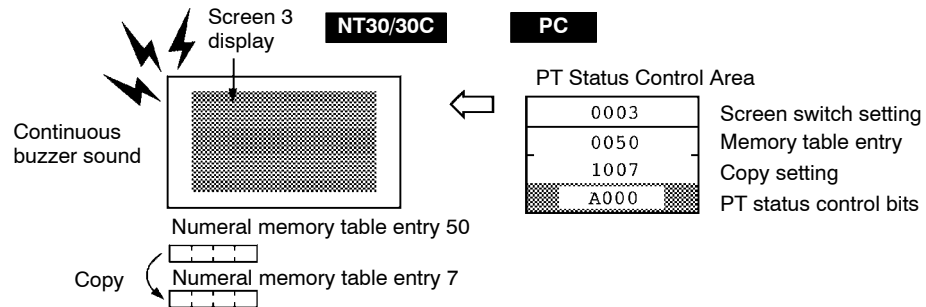 Screen 3
display
NT30/30C
PC
PT Status Control Area
0003 Screen switch setting
0050 Memory table entry
1007 Copy setting
A000 PT status control bits
Continuous
buzzer sound
Numeral memory table entry 50
Copy
Numeral memory table entry 7